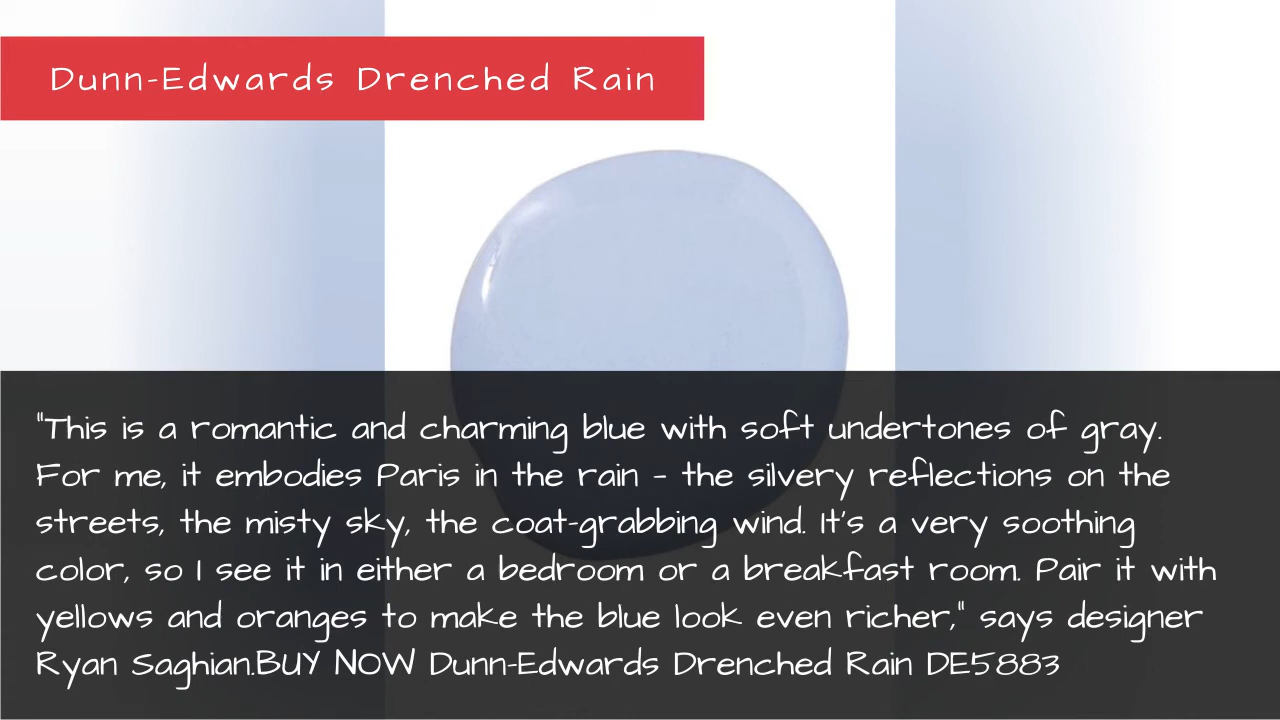 Dunn-Edwards Drenched Rain
"This is a romantic and charming blue with soft undertones of gray.
For me, it embodies Paris in the rain - the silvery reflections on the
streets, the misty sky, the coat-grabbing wind. It's a very soothing
color, so I see it in either a bedroom or a breakfast room. Pair it with
yellows and oranges to make the blue look even richer," says designer
Ryan Saghian.BUY NOW Dunn-Edwards Drenched Rain DE5883